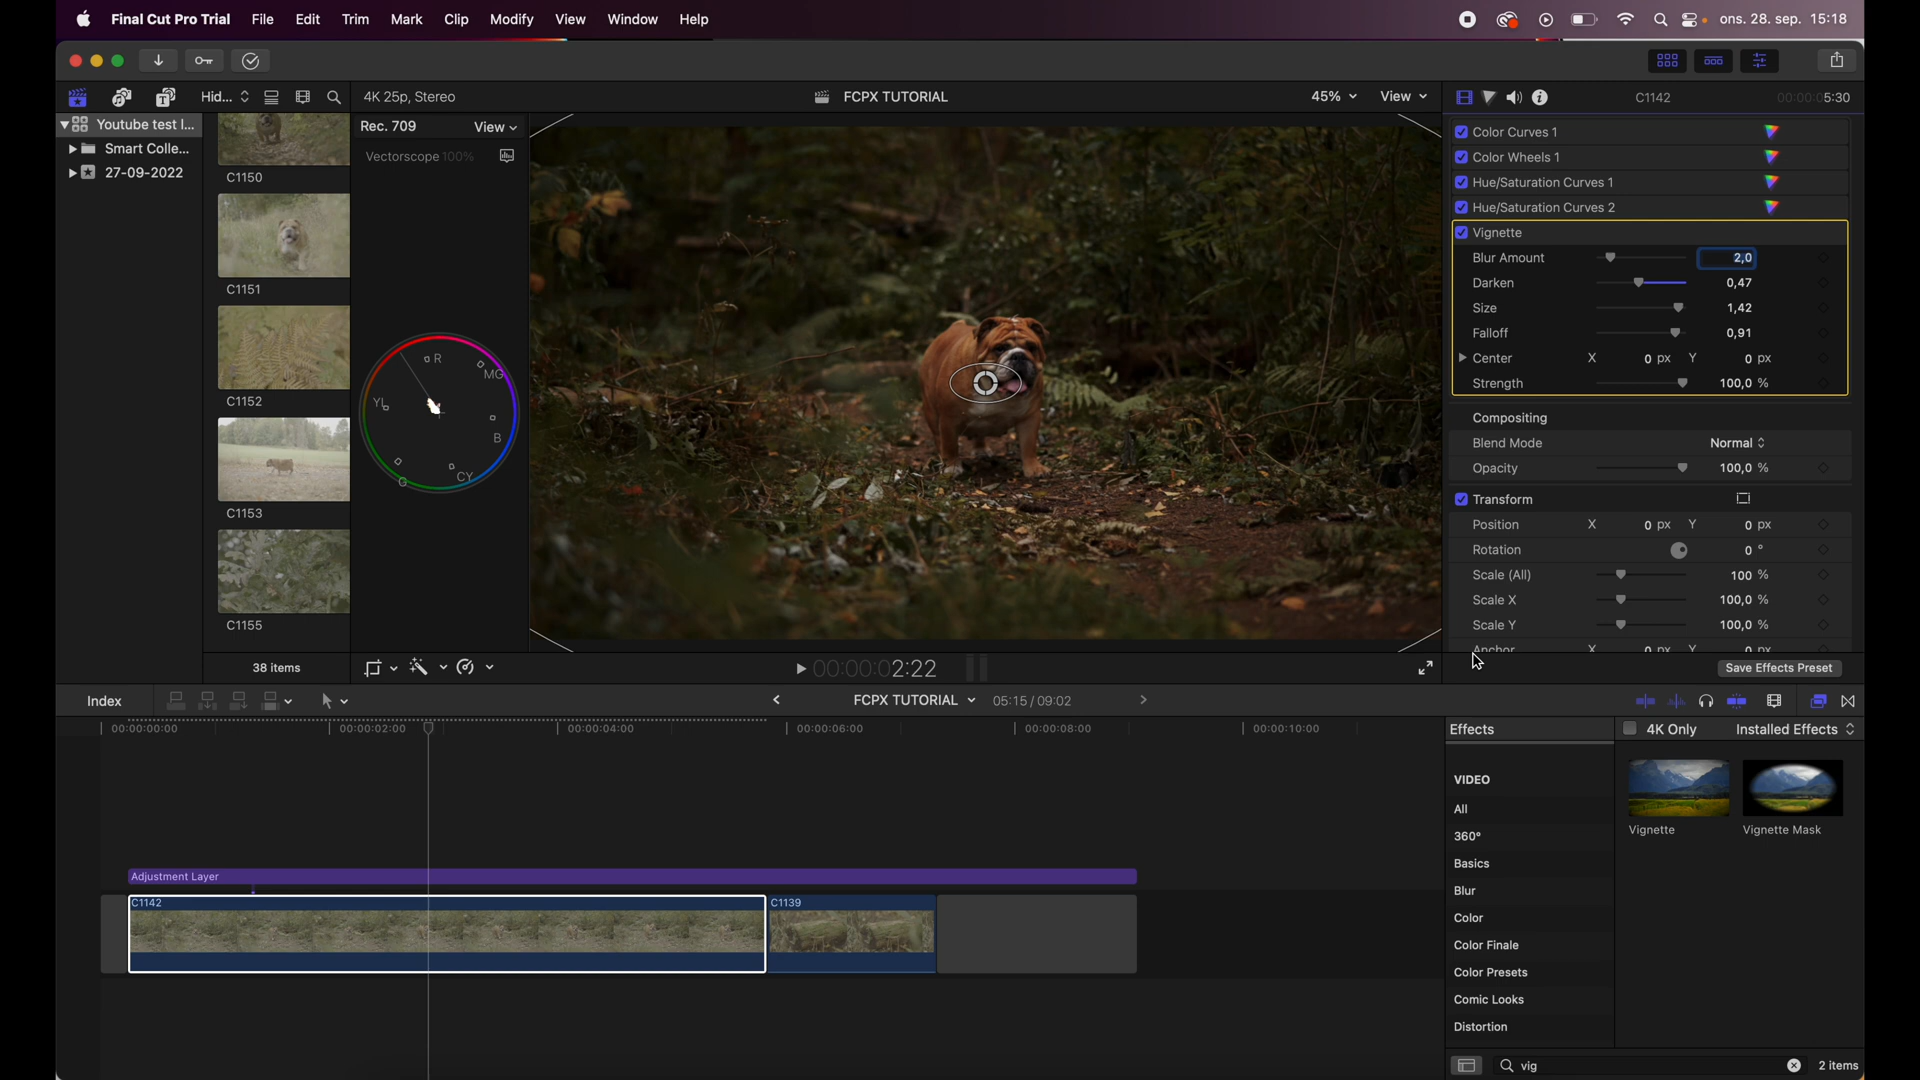 Final Cut Pro Trial File Edit Trim Mark Clip Modify View Window Help ons. 28. sep. 15:18
Hid... 4K 25p, Stereo FCPX TUTORIAL 45% View C1142 00:00:05:30
Youtube test l...
Smart Colle...
27-09-2022
C1150
C1151
C1152
C1153
C1155
38 items
Rec. 709 View
Vectorscope 100%
R
MG
YL
B
CY
G
Color Curves 1
Color Wheels 1
Hue/Saturation Curves 1
Hue/Saturation Curves 2
Vignette
Blur Amount 2,0
Darken 0,47
Size 1,42
Falloff 0,91
Center X 0 px Y 0 px
Strength 100,0 %
Compositing
Blend Mode Normal
Opacity 100,0 %
Transform
Position X 0 px Y 0 px
Rotation 0 °
Scale (All) 100 %
Scale X 100,0 %
Scale Y 100,0 %
Anchor X 0 px Y 0 px
00:00:02:22
Save Effects Preset
Index FCPX TUTORIAL 05:15 / 09:02
00:00:00:00 00:00:02:00 00:00:04:00 00:00:06:00 00:00:08:00 00:00:10:00
Adjustment Layer
C1142 C1139
Effects 4K Only Installed Effects
VIDEO
All
360°
Basics
Blur
Color
Color Finale
Color Presets
Comic Looks
Distortion
Vignette Vignette Mask
vig 2 items